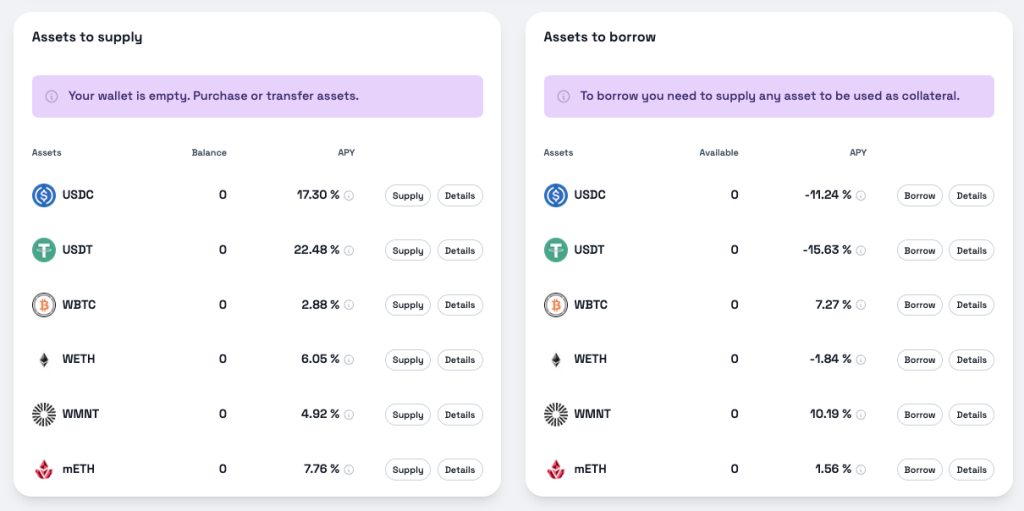 Assets to supply
Your wallet is empty. Purchase or transfer assets.
Assets Balance APY
USDC 0 17.30 % Supply Details
USDT 0 22.48 % Supply Details
WBTC 0 2.88 % Supply Details
WETH 0 6.05 % Supply Details
WMNT 0 4.92 % Supply Details
mETH 0 7.76 % Supply Details
Assets to borrow
To borrow you need to supply any asset to be used as collateral.
Assets Available APY
USDC 0 -11.24 % Borrow Details
USDT 0 -15.63 % Borrow Details
WBTC 0 7.27 % Borrow Details
WETH 0 -1.84 % Borrow Details
WMNT 0 10.19 % Borrow Details
mETH 0 1.56 % Borrow Details